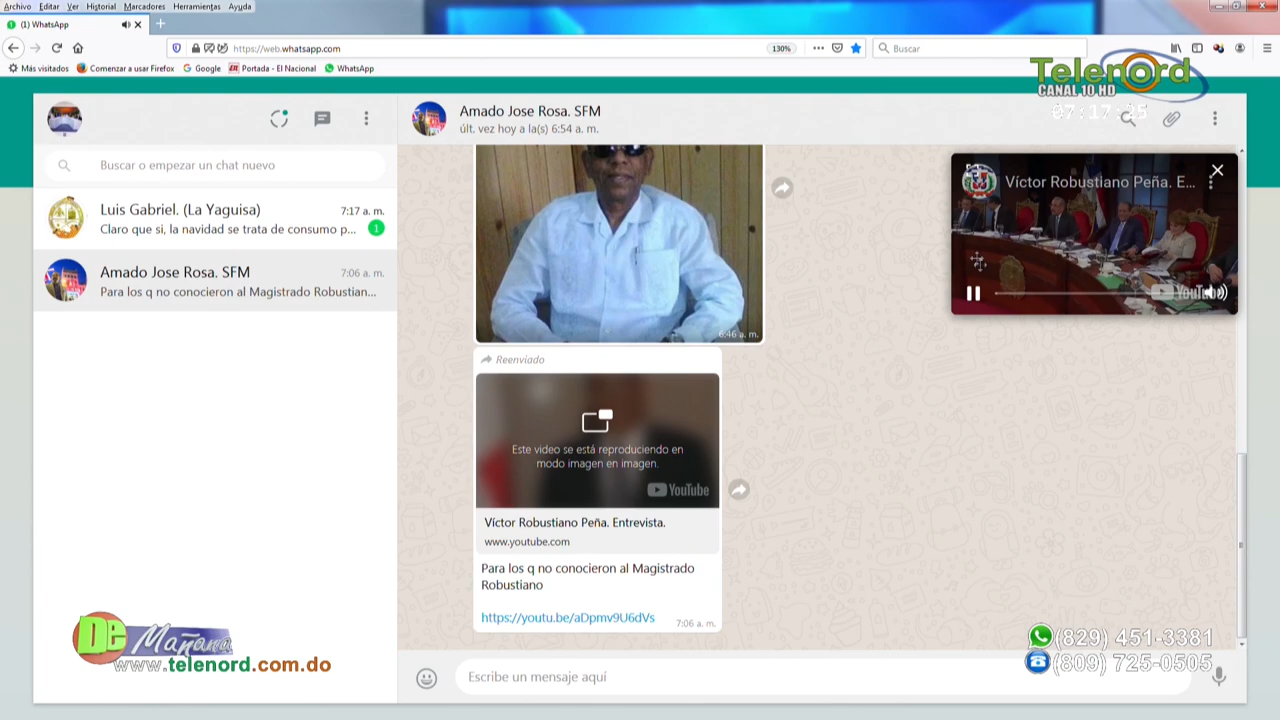 Archivo Editar Ver Historial Marcadores Herramientas Ayuda
(1) WhatsApp
https://web.whatsapp.com
130%
Buscar
Más visitados
Comenzar a usar Firefox
Google
Portada - El Nacional
WhatsApp
Telenord
CANAL 10.HD
07:17:25
Amado Jose Rosa. SFM
últ. vez hoy a la(s) 6:54 a. m.
Buscar o empezar un chat nuevo
Luis Gabriel. (La Yaguisa)
7:17 a. m.
Claro que si, la navidad se trata de consumo p...
1
Amado Jose Rosa. SFM
7:06 a. m.
Para los q no conocieron al Magistrado Robustian...
6:46 a. m.
Víctor Robustiano Peña. E...
YouTube
Reenviado
Este video se está reproduciendo en
modo imagen en imagen.
YouTube
Víctor Robustiano Peña. Entrevista.
www.youtube.com
Para los q no conocieron al Magistrado
Robustiano
https://youtu.be/aDpmv9U6dVs
7:06 a. m.
Escribe un mensaje aquí
De Mañana
www.telenord.com.do
(829) 451-3381
(809) 725-0505